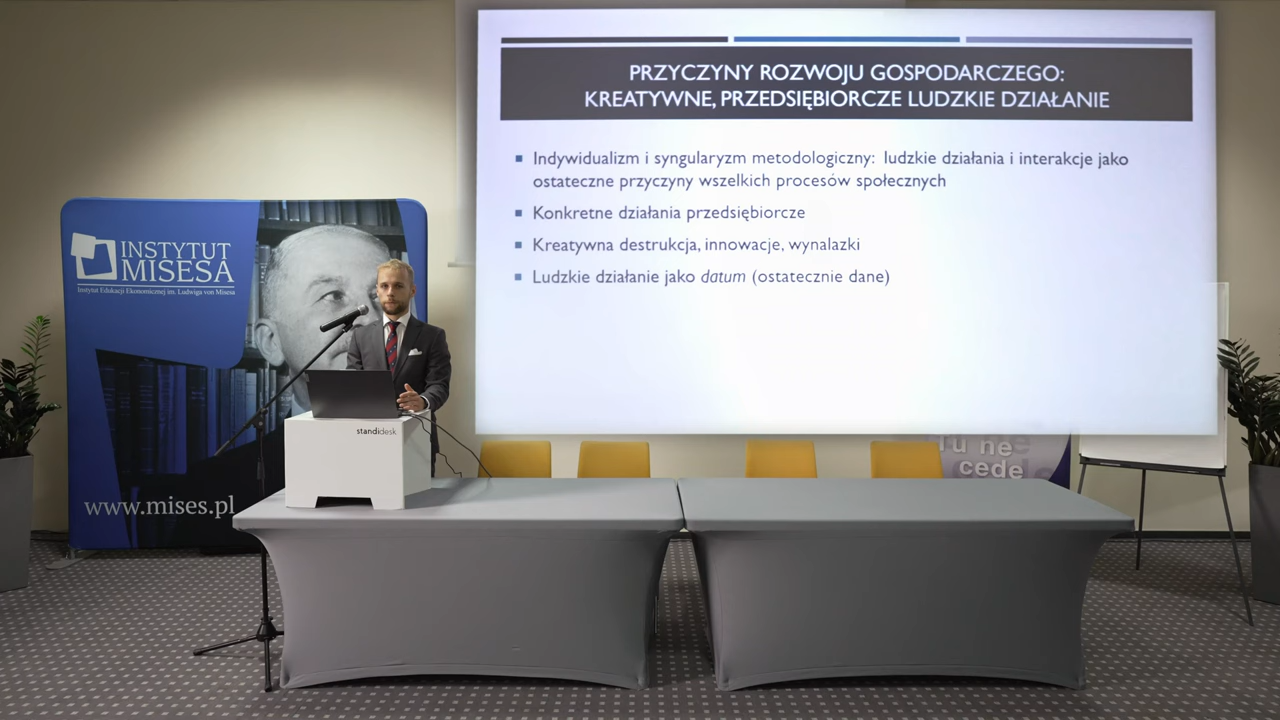 PRZYCZYNY ROZWOJU GOSPODARCZEGO:
KREATYWNE, PRZEDSIĘBIORCZE LUDZKIE DZIAŁANIE
Indywidualizm i syngularyzm metodologiczny: ludzkie działania i interakcje jako
ostateczne przyczyny wszelkich procesów społecznych
Konkretne działania przedsiębiorcze
Kreatywna destrukcja, innowacje, wynalazki
Ludzkie działanie jako datum (ostatecznie dane)
INSTYTUT
MISESA
Instytut Edukacji Ekonomicznej im. Ludwiga von Misesa
www.mises.pl
standidesk
Tu ne
cede